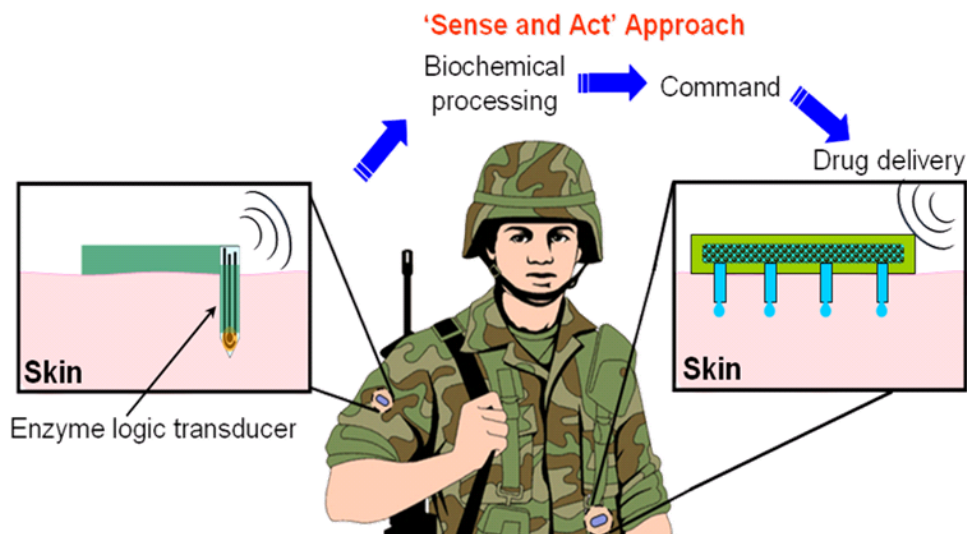 ‘Sense and Act’ Approach
Biochemical
processing
Command
Drug delivery
Skin
Enzyme logic transducer
Skin